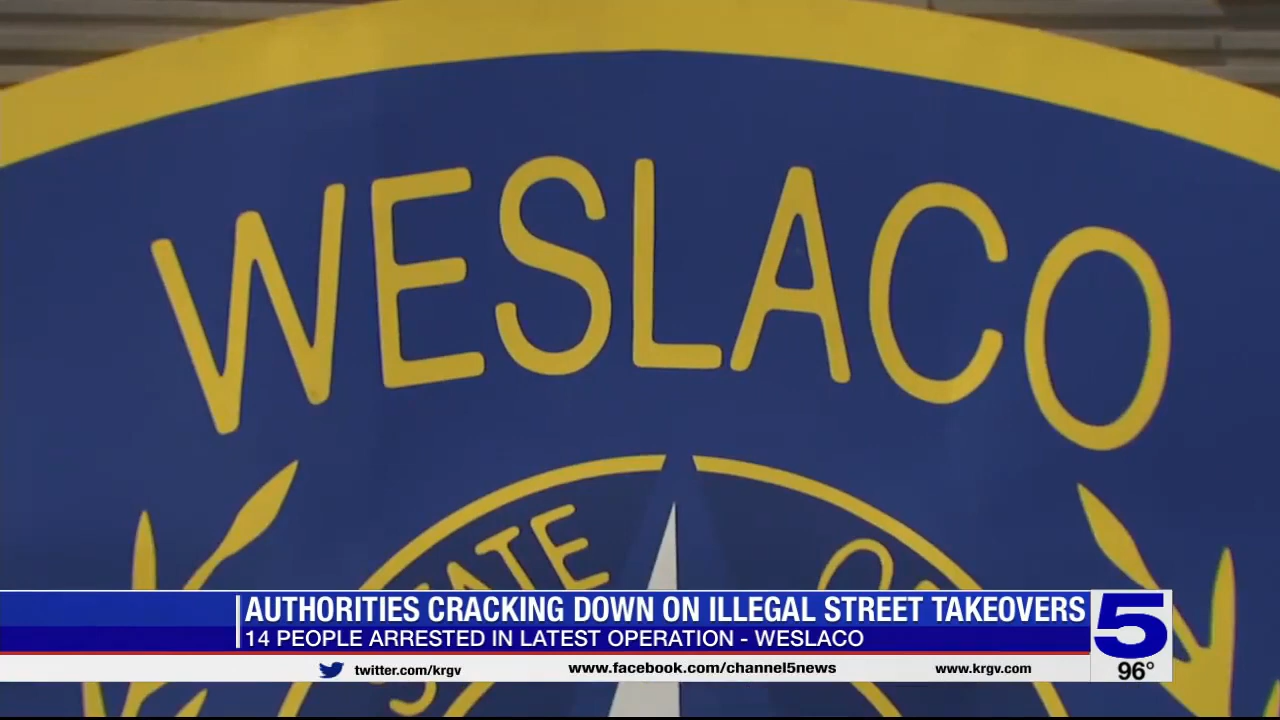 WESLACO
STATE
AUTHORITIES CRACKING DOWN ON ILLEGAL STREET TAKEOVERS
14 PEOPLE ARRESTED IN LATEST OPERATION - WESLACO
5
96°
twitter.com/krgv
www.facebook.com/channel5news
www.krgv.com